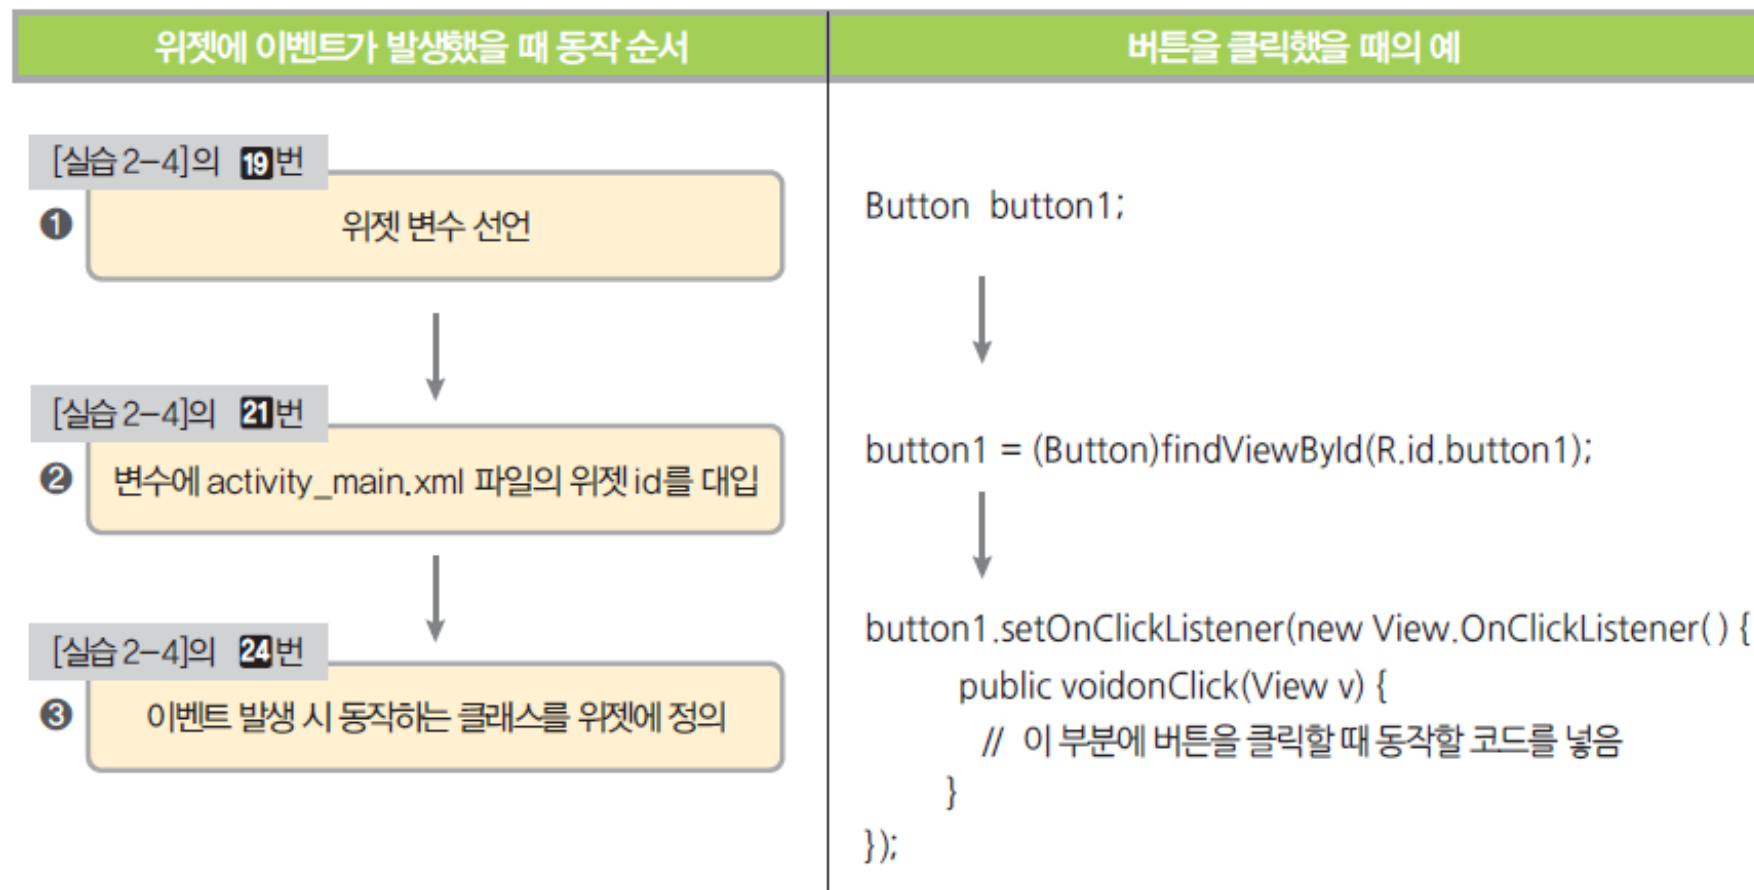 위젯에 이벤트가 발생했을 때 동작 순서
버튼을 클릭했을 때의 예
[실습 2-4]의 19번
❶ 위젯 변수 선언
Button button1;
[실습 2-4]의 21번
❷ 변수에 activity_main.xml 파일의 위젯 id를 대입
button1 = (Button)findViewById(R.id.button1);
[실습 2-4]의 24번
❸ 이벤트 발생 시 동작하는 클래스를 위젯에 정의
button1.setOnClickListener(new View.OnClickListener( ) {
public voidonClick(View v) {
// 이 부분에 버튼을 클릭할 때 동작할 코드를 넣음
}
});